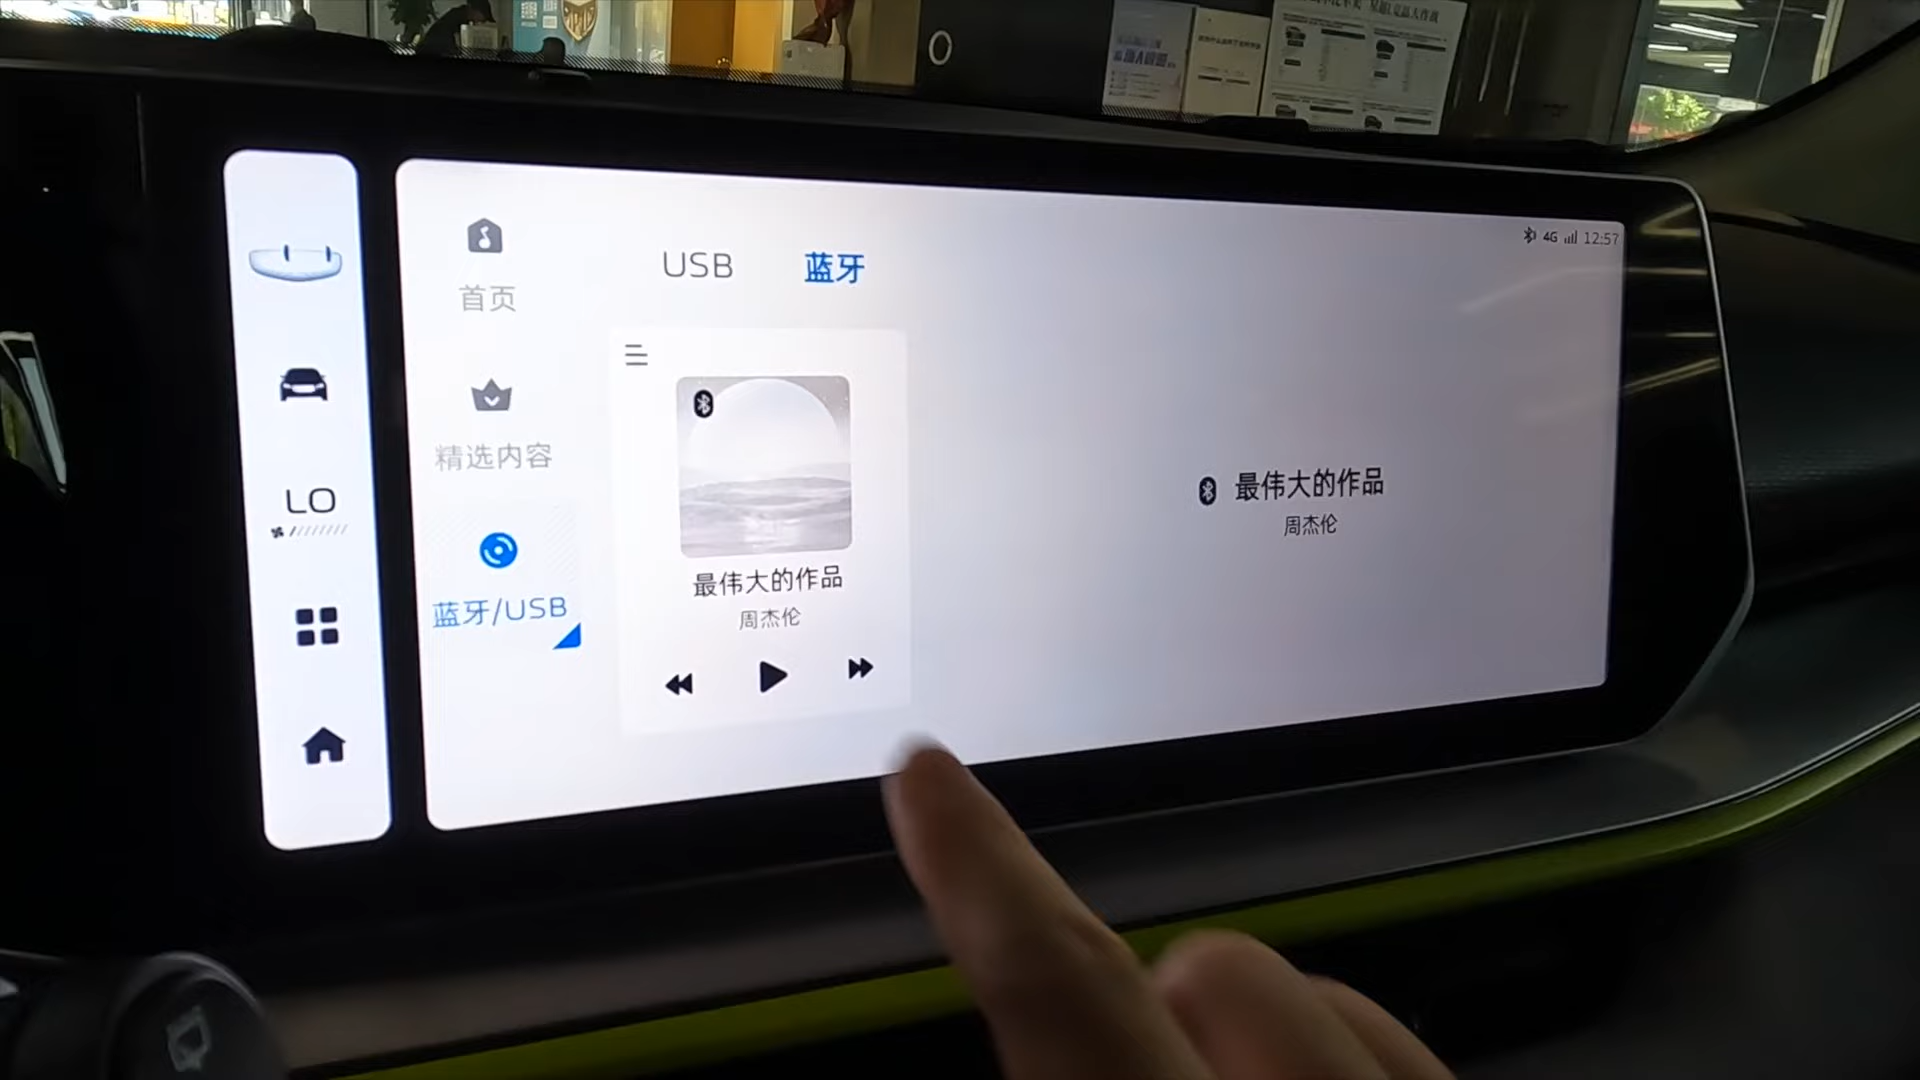 4G 12:57
首页
USB 蓝牙
精选内容
LO
最伟大的作品
周杰伦
蓝牙/USB
最伟大的作品
周杰伦